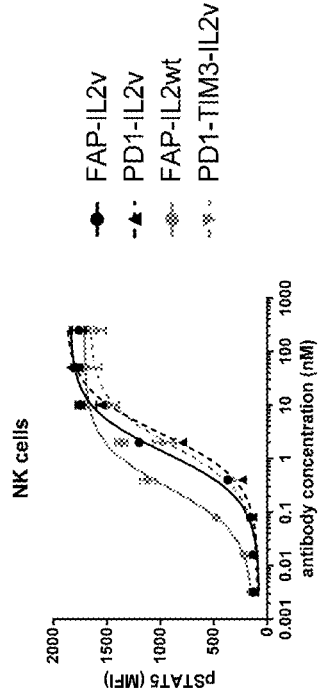 NK cells
pSTAT5 (MFI)
2000
1500
1000
500
0
0.001 0.01 0.1 1 10 100 1000
antibody concentration (nM)
FAP-IL2v
PD1-IL2v
FAP-IL2wt
PD1-TIM3-IL2v